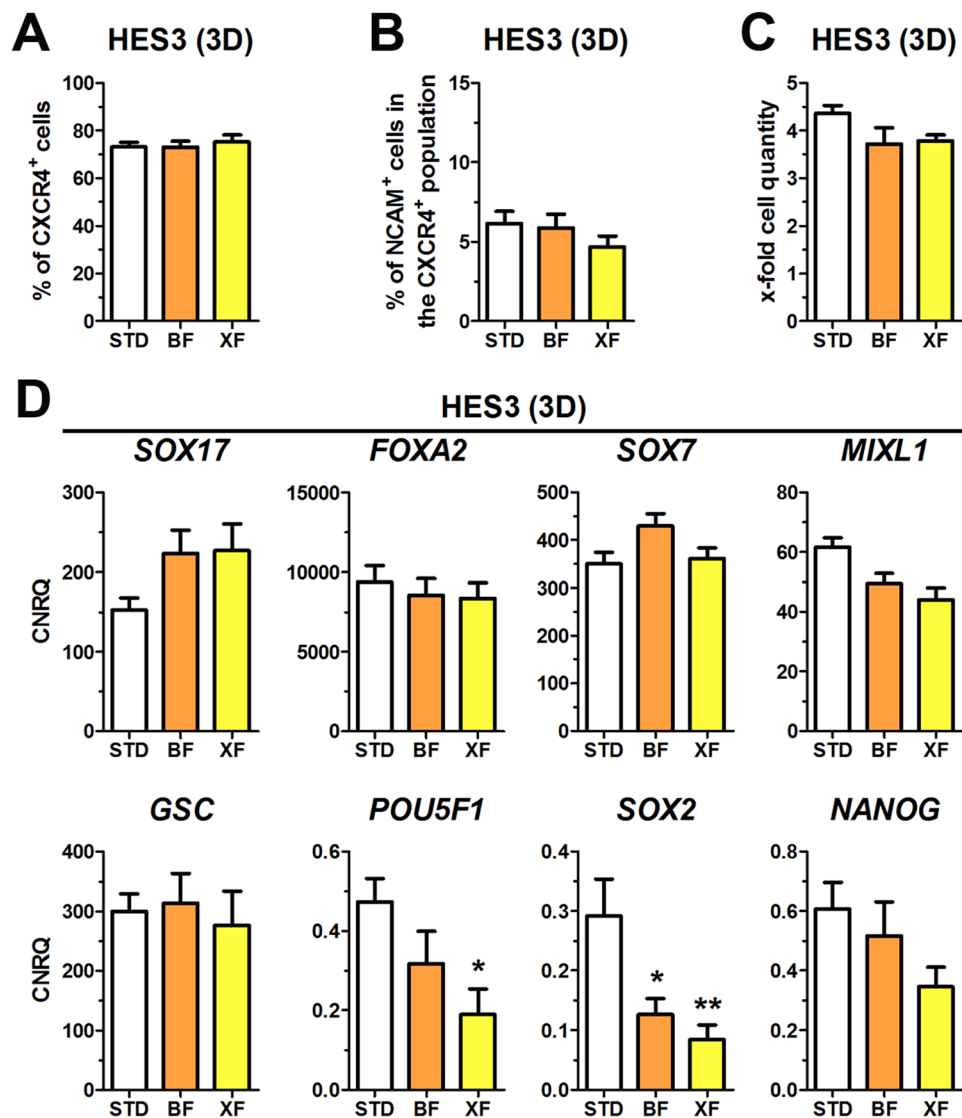 A HES3 (3D)
% of CXCR4+ cells
100
80
60
40
20
0
STD BF XF
B HES3 (3D)
% of NCAM+ cells in
the CXCR4+ population
15
10
5
0
STD BF XF
C HES3 (3D)
x-fold cell quantity
5
4
3
2
1
0
STD BF XF
D HES3 (3D)
SOX17
CNRQ
300
200
100
0
STD BF XF
FOXA2
15000
10000
5000
0
STD BF XF
SOX7
500
400
300
200
100
0
STD BF XF
MIXL1
80
60
40
20
0
STD BF XF
GSC
CNRQ
400
300
200
100
0
STD BF XF
POU5F1
0.6
0.4
0.2
0.0
*
STD BF XF
SOX2
0.4
0.3
0.2
0.1
0.0
* **
STD BF XF
NANOG
0.8
0.6
0.4
0.2
0.0
STD BF XF